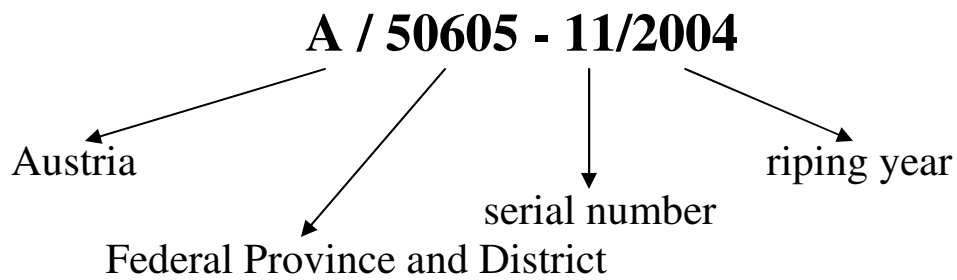 A / 50605 - 11/2004
Austria
riping year
serial number
Federal Province and District